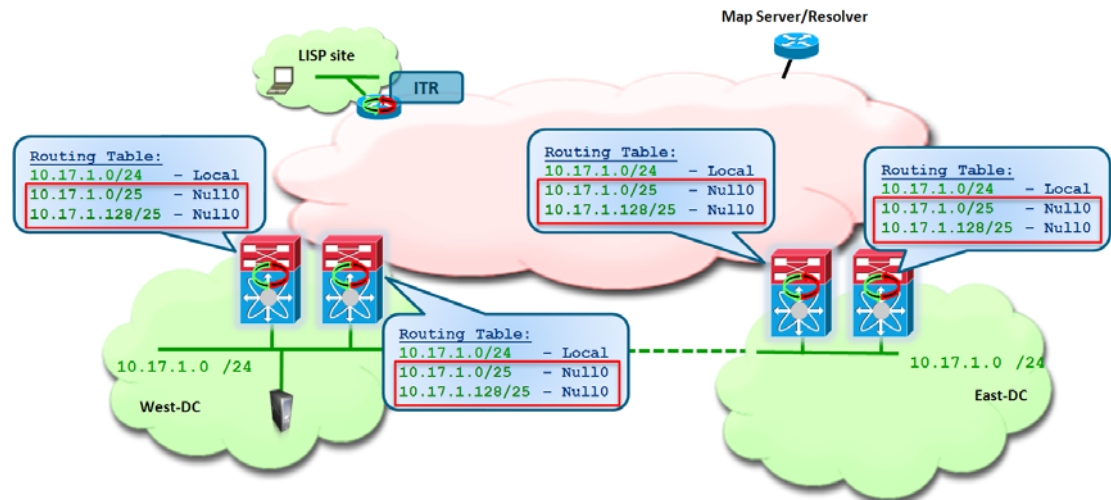 Map Server/Resolver
LISP site
ITR
Routing Table:
10.17.1.0/24 – Local
10.17.1.0/25 – Null0
10.17.1.128/25 – Null0
Routing Table:
10.17.1.0/24 – Local
10.17.1.0/25 – Null0
10.17.1.128/25 – Null0
Routing Table:
10.17.1.0/24 – Local
10.17.1.0/25 – Null0
10.17.1.128/25 – Null0
Routing Table:
10.17.1.0/24 – Local
10.17.1.0/25 – Null0
10.17.1.128/25 – Null0
10.17.1.0 /24
10.17.1.0 /24
West-DC
East-DC